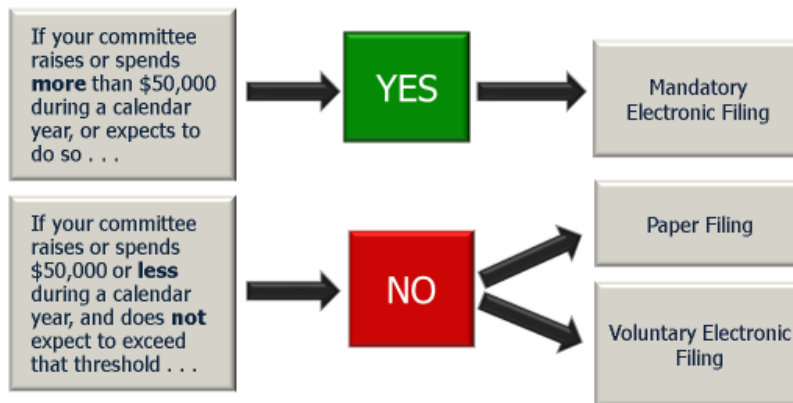 If your committee
raises or spends
more than $50,000
during a calendar
year, or expects to
do so . . .
YES
Mandatory
Electronic Filing
If your committee
raises or spends
$50,000 or less
during a calendar
year, and does not
expect to exceed
that threshold . . .
NO
Paper Filing
Voluntary Electronic
Filing